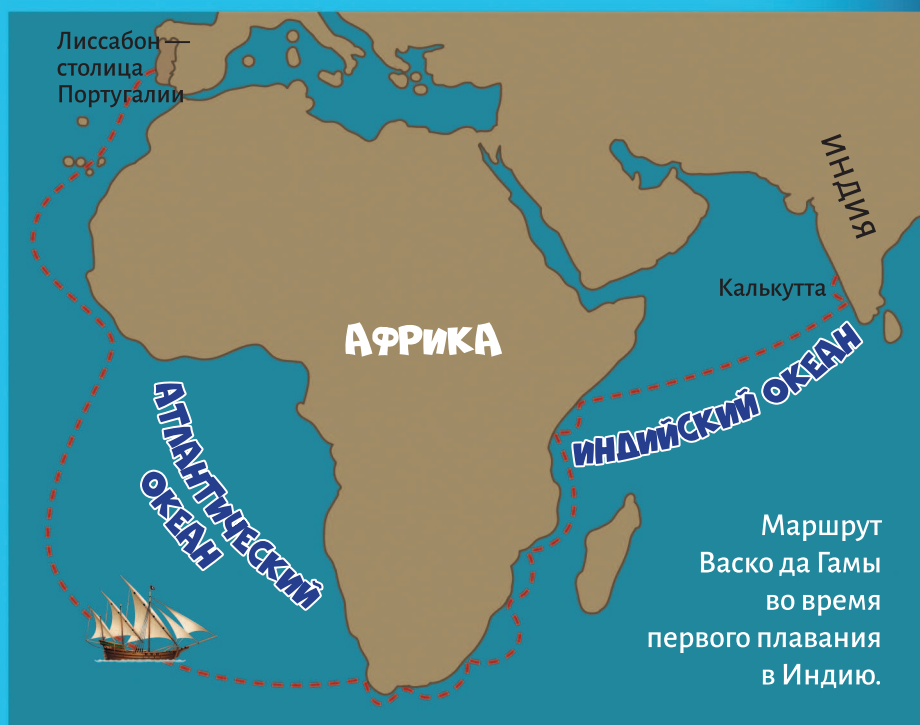 Лиссабон —
столица
Португалии
ИНДИЯ
Калькутта
АФРИКА
ИНДИЙСКИЙ ОКЕАН
АТЛАНТИЧЕСКИЙ
ОКЕАН
Маршрут
Васко да Гамы
во время
первого плавания
в Индию.